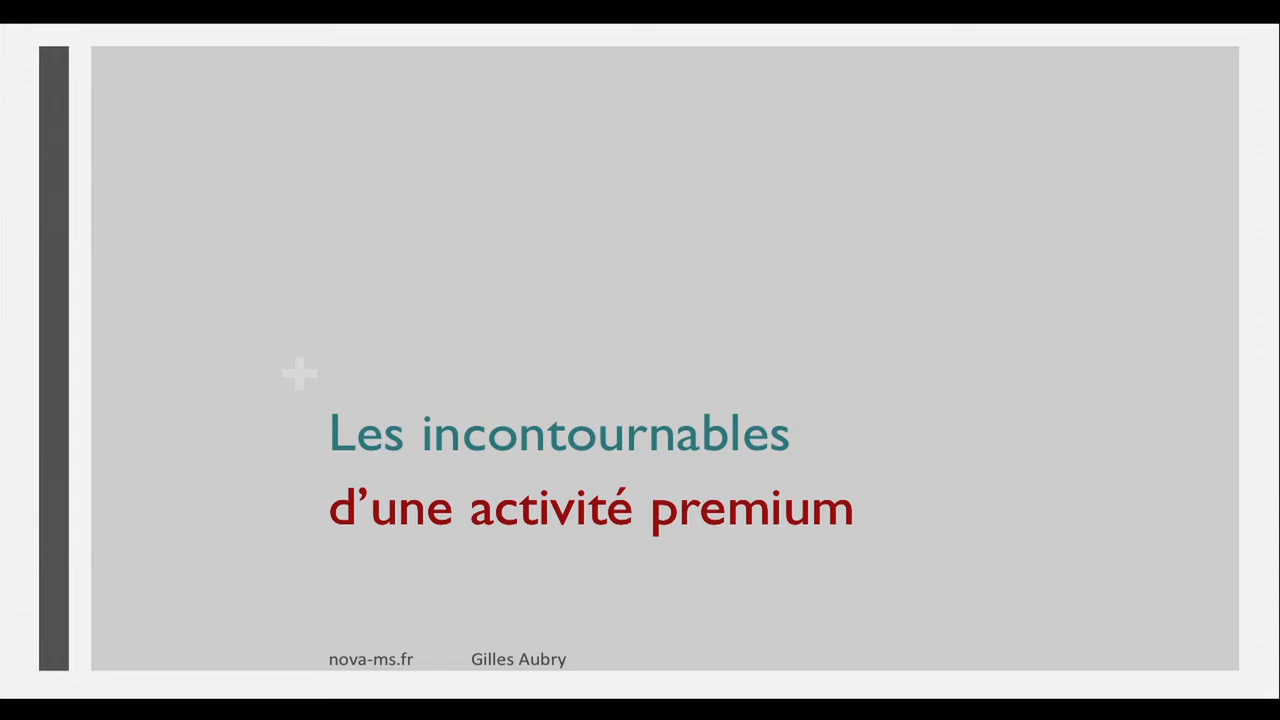 Les incontournables
d’une activité premium
nova-ms.fr Gilles Aubry